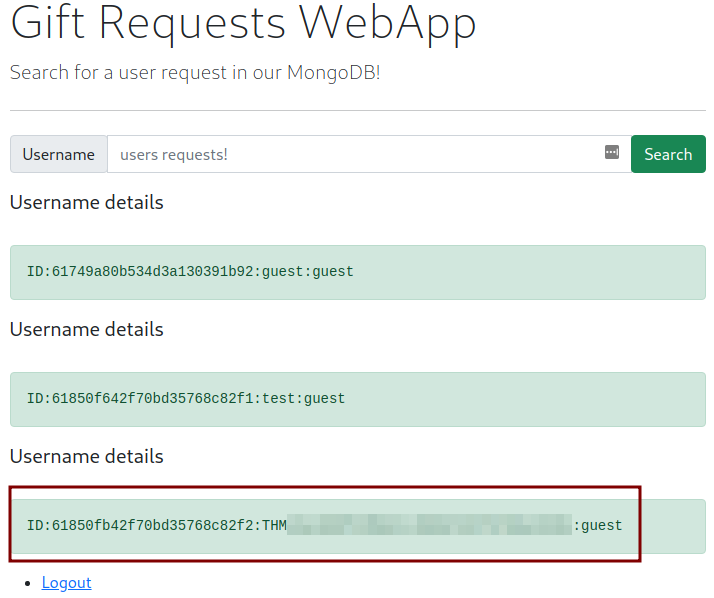 Gift Requests WebApp
Search for a user request in our MongoDB!
Username users requests! Search
Username details
ID:61749a80b534d3a130391b92:guest:guest
Username details
ID:61850f642f70bd35768c82f1:test:guest
Username details
ID:61850fb42f70bd35768c82f2:THM :guest
Logout